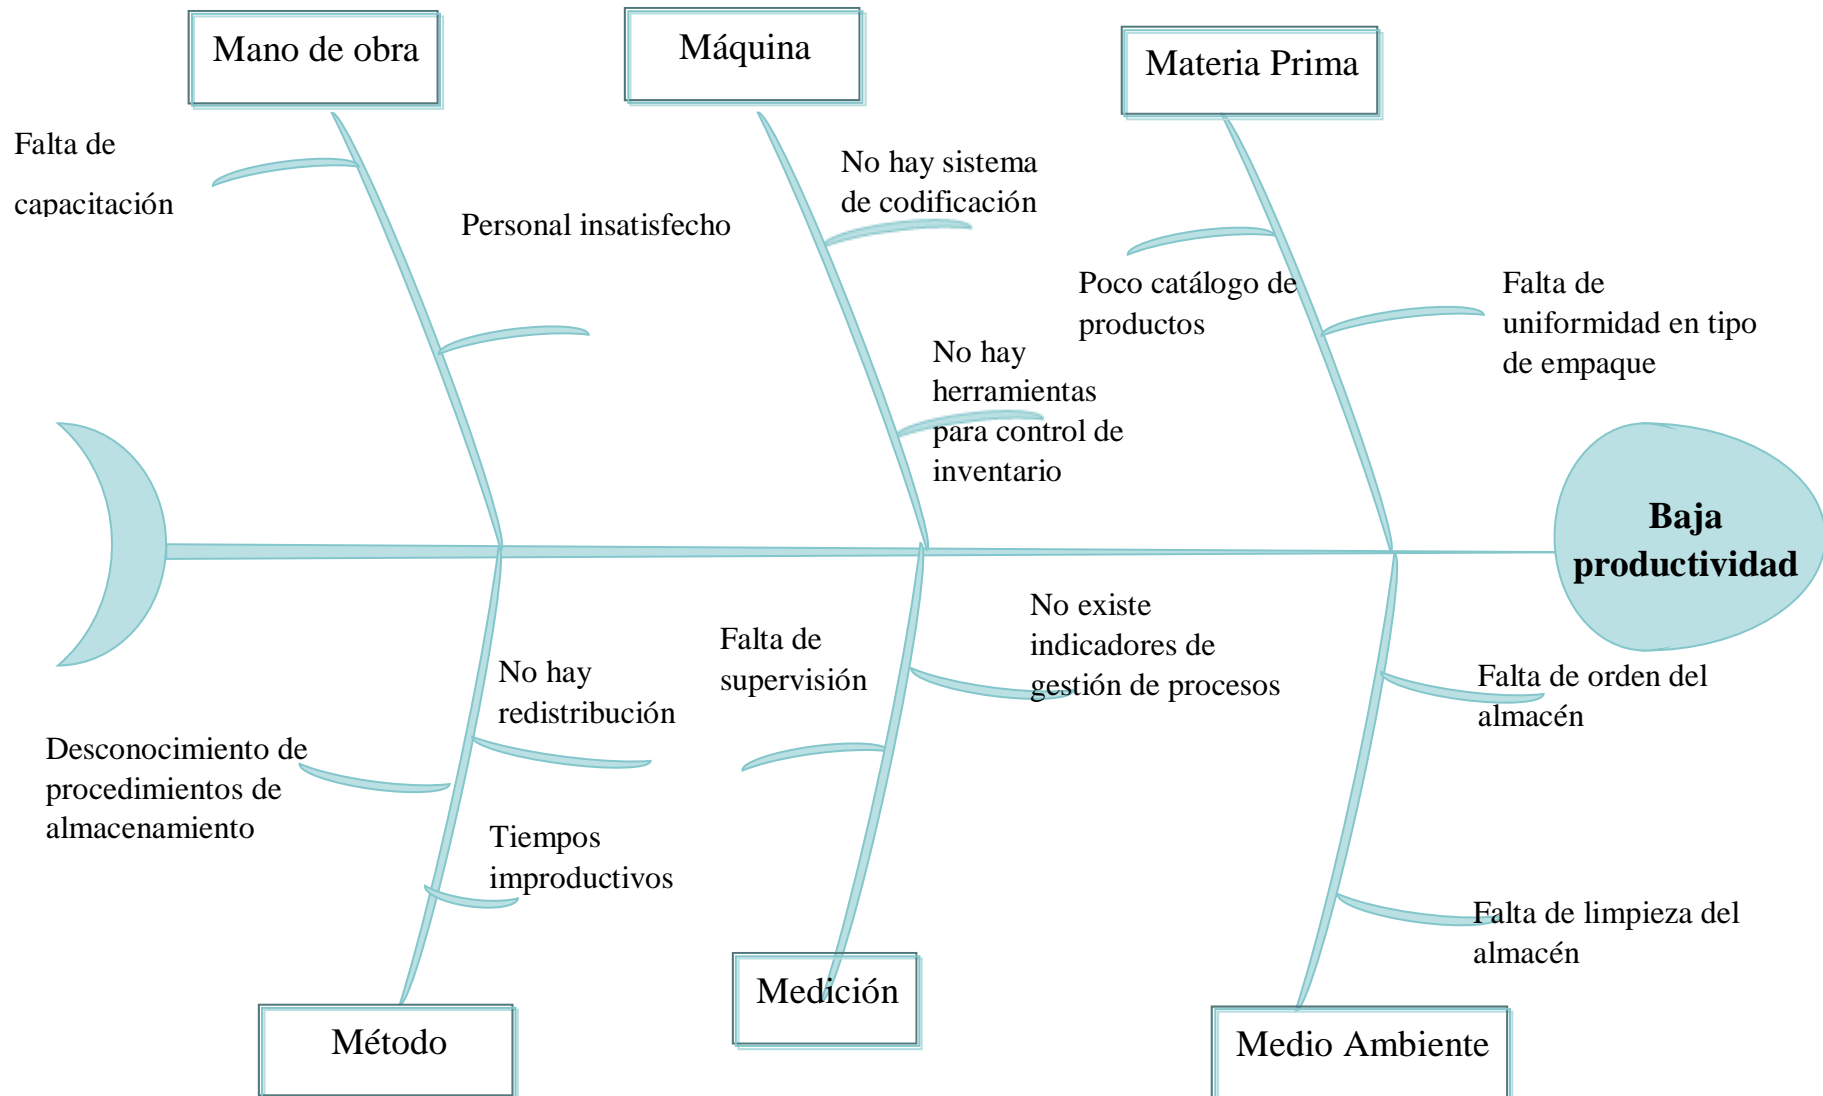 Mano de obra
Máquina
Materia Prima
Falta de
capacitación
Personal insatisfecho
No hay sistema
de codificación
No hay
herramientas
para control de
inventario
Poco catálogo de
productos
Falta de
uniformidad en tipo
de empaque
Baja
productividad
Desconocimiento de
procedimientos de
almacenamiento
No hay
redistribución
Tiempos
improductivos
Falta de
supervisión
No existe
indicadores de
gestión de procesos
Falta de orden del
almacén
Falta de limpieza del
almacén
Método
Medición
Medio Ambiente